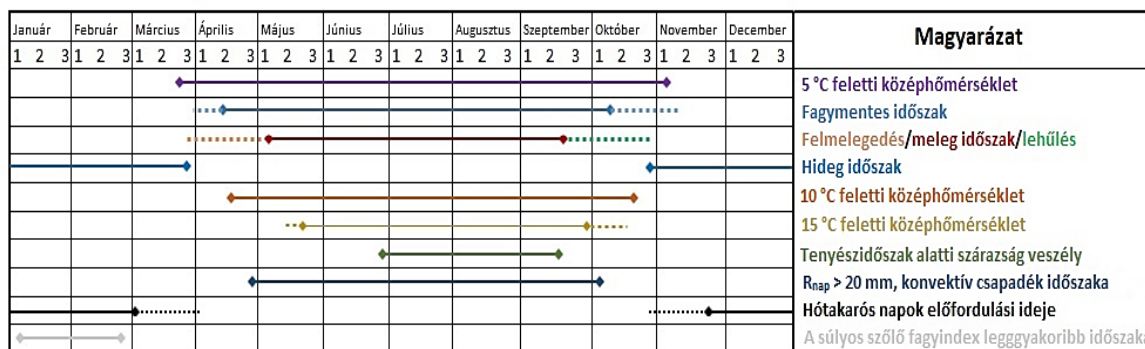 Január Február Március Április Május Június Július Augusztus Szeptember Október November December
1 2 3 1 2 3 1 2 3 1 2 3 1 2 3 1 2 3 1 2 3 1 2 3 1 2 3 1 2 3 1 2 3 1 2 3
Magyarázat
5 °C feletti középhőmérséklet
Fagymentes időszak
Felmelegedés/meleg időszak/lehűlés
Hideg időszak
10 °C feletti középhőmérséklet
15 °C feletti középhőmérséklet
Tenyészidőszak alatti szárazság veszély
Rnap > 20 mm, konvektív csapadék időszaka
Hótakarós napok előfordulási ideje
A súlyos szőlő fagyindex legggyakoribb időszaka